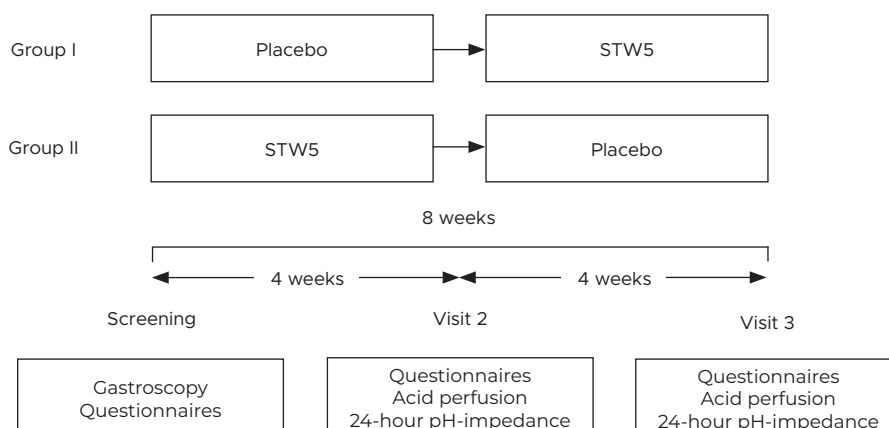 Group I
Placebo
STW5
Group II
STW5
Placebo
8 weeks
4 weeks
4 weeks
Screening
Visit 2
Visit 3
Gastroscopy
Questionnaires
Questionnaires
Acid perfusion
24-hour pH-impedance
Questionnaires
Acid perfusion
24-hour pH-impedance